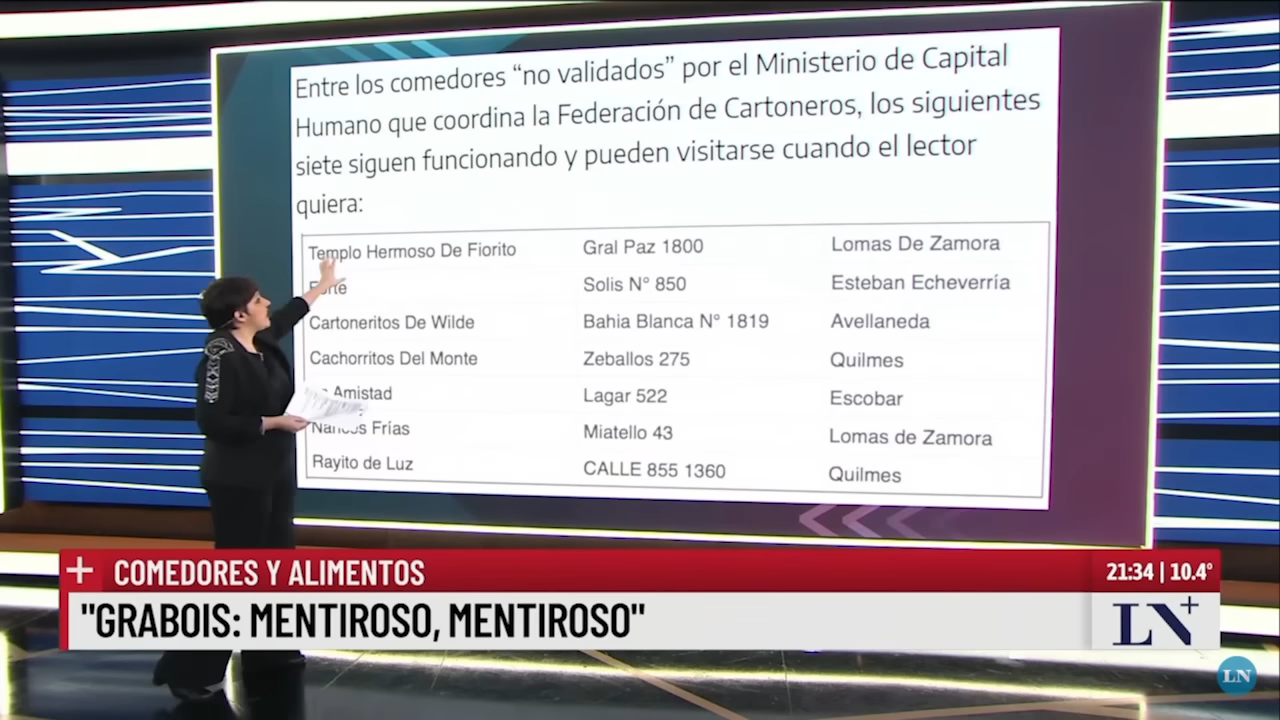 Entre los comedores “no validados” por el Ministerio de Capital
Humano que coordina la Federación de Cartoneros, los siguientes
siete siguen funcionando y pueden visitarse cuando el lector
quiera:
Templo Hermoso De Fiorito Gral Paz 1800 Lomas De Zamora
Solis N° 850 Esteban Echeverría
Cartoneritos De Wilde Bahia Blanca N° 1819 Avellaneda
Cachorritos Del Monte Zeballos 275 Quilmes
Amistad Lagar 522 Escobar
Frías Miatello 43 Lomas de Zamora
Rayito de Luz CALLE 855 1360 Quilmes
+ COMEDORES Y ALIMENTOS 21:34 | 10.4°
"GRABOIS: MENTIROSO, MENTIROSO" LN+
LN